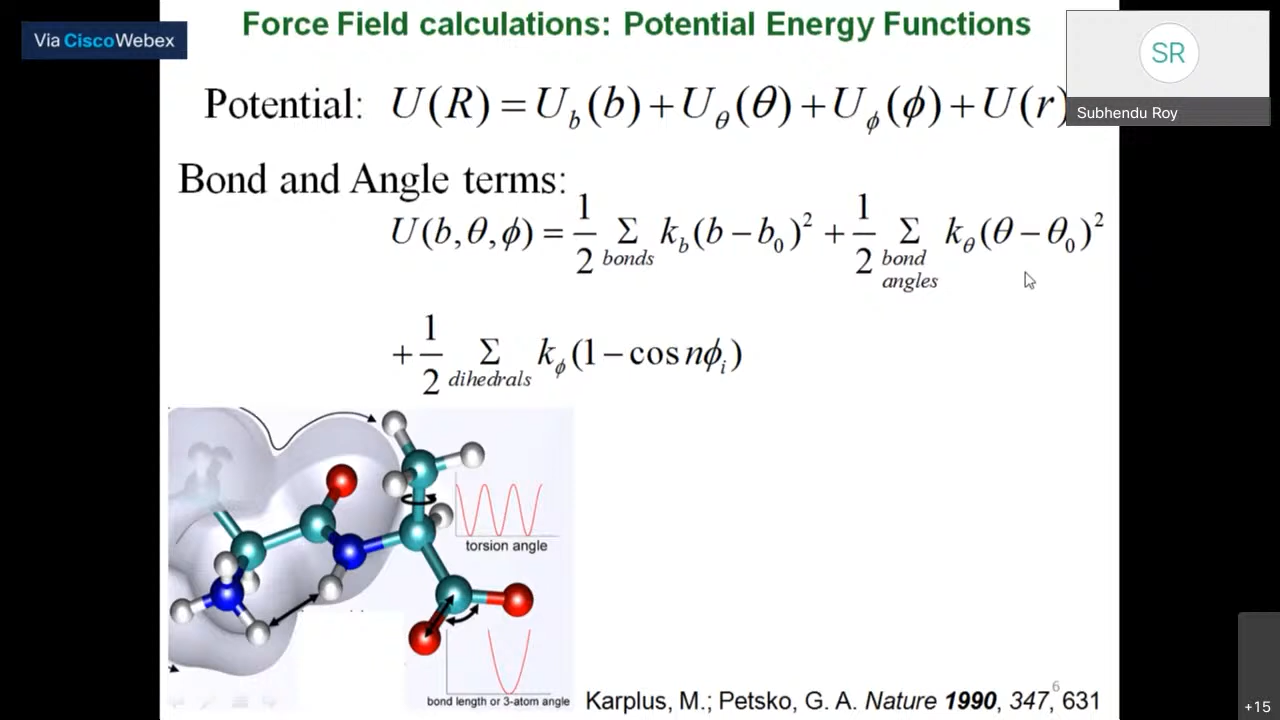 Force Field calculations: Potential Energy Functions
Via Cisco Webex
SR
Subhendu Roy
Potential: U(R) = U_b(b) + U_θ(θ) + U_ϕ(ϕ) + U(r)
Bond and Angle terms:
U(b,θ,ϕ) = 1/2 Σ_bonds k_b(b − b_0)^2 + 1/2 Σ_bond angles k_θ(θ − θ_0)^2
+ 1/2 Σ_dihedrals k_ϕ(1 − cos nϕ_i)
torsion angle
bond length or 3-atom angle
Karplus, M.; Petsko, G. A. Nature 1990, 347, 631
6
+15